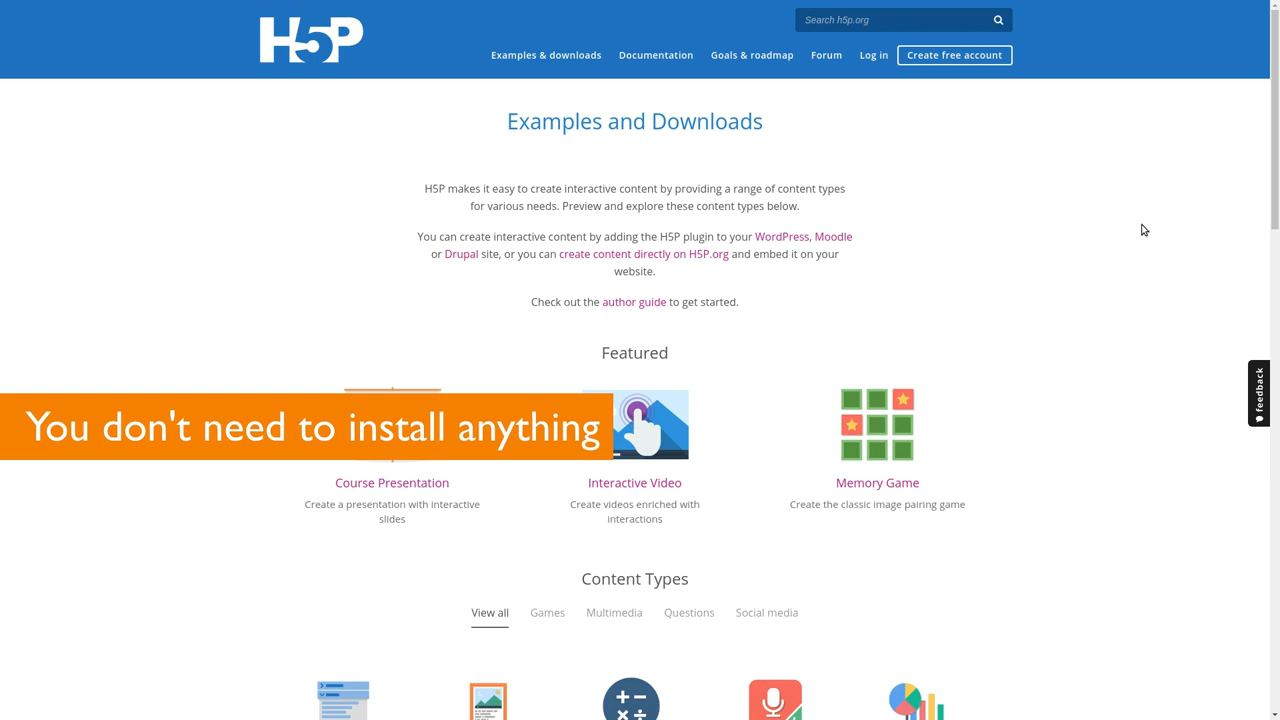 H5P
Search h5p.org
Examples & downloads
Documentation
Goals & roadmap
Forum
Log in
Create free account
Examples and Downloads
H5P makes it easy to create interactive content by providing a range of content types
for various needs. Preview and explore these content types below.
You can create interactive content by adding the H5P plugin to your WordPress, Moodle
or Drupal site, or you can create content directly on H5P.org and embed it on your
website.
Check out the author guide to get started.
Featured
You don't need to install anything
Course Presentation
Create a presentation with interactive
slides
Interactive Video
Create videos enriched with
interactions
Memory Game
Create the classic image pairing game
feedback
Content Types
View all
Games
Multimedia
Questions
Social media